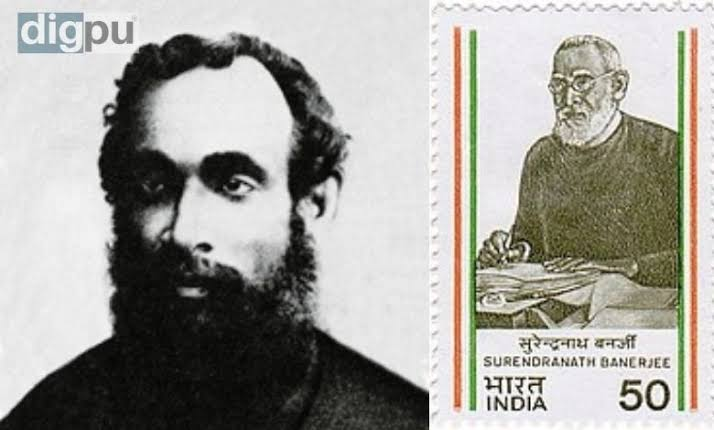 digpu
सुरेन्द्रनाथ बनर्जी
SURENDRANATH BANERJEE
भारत
INDIA 50